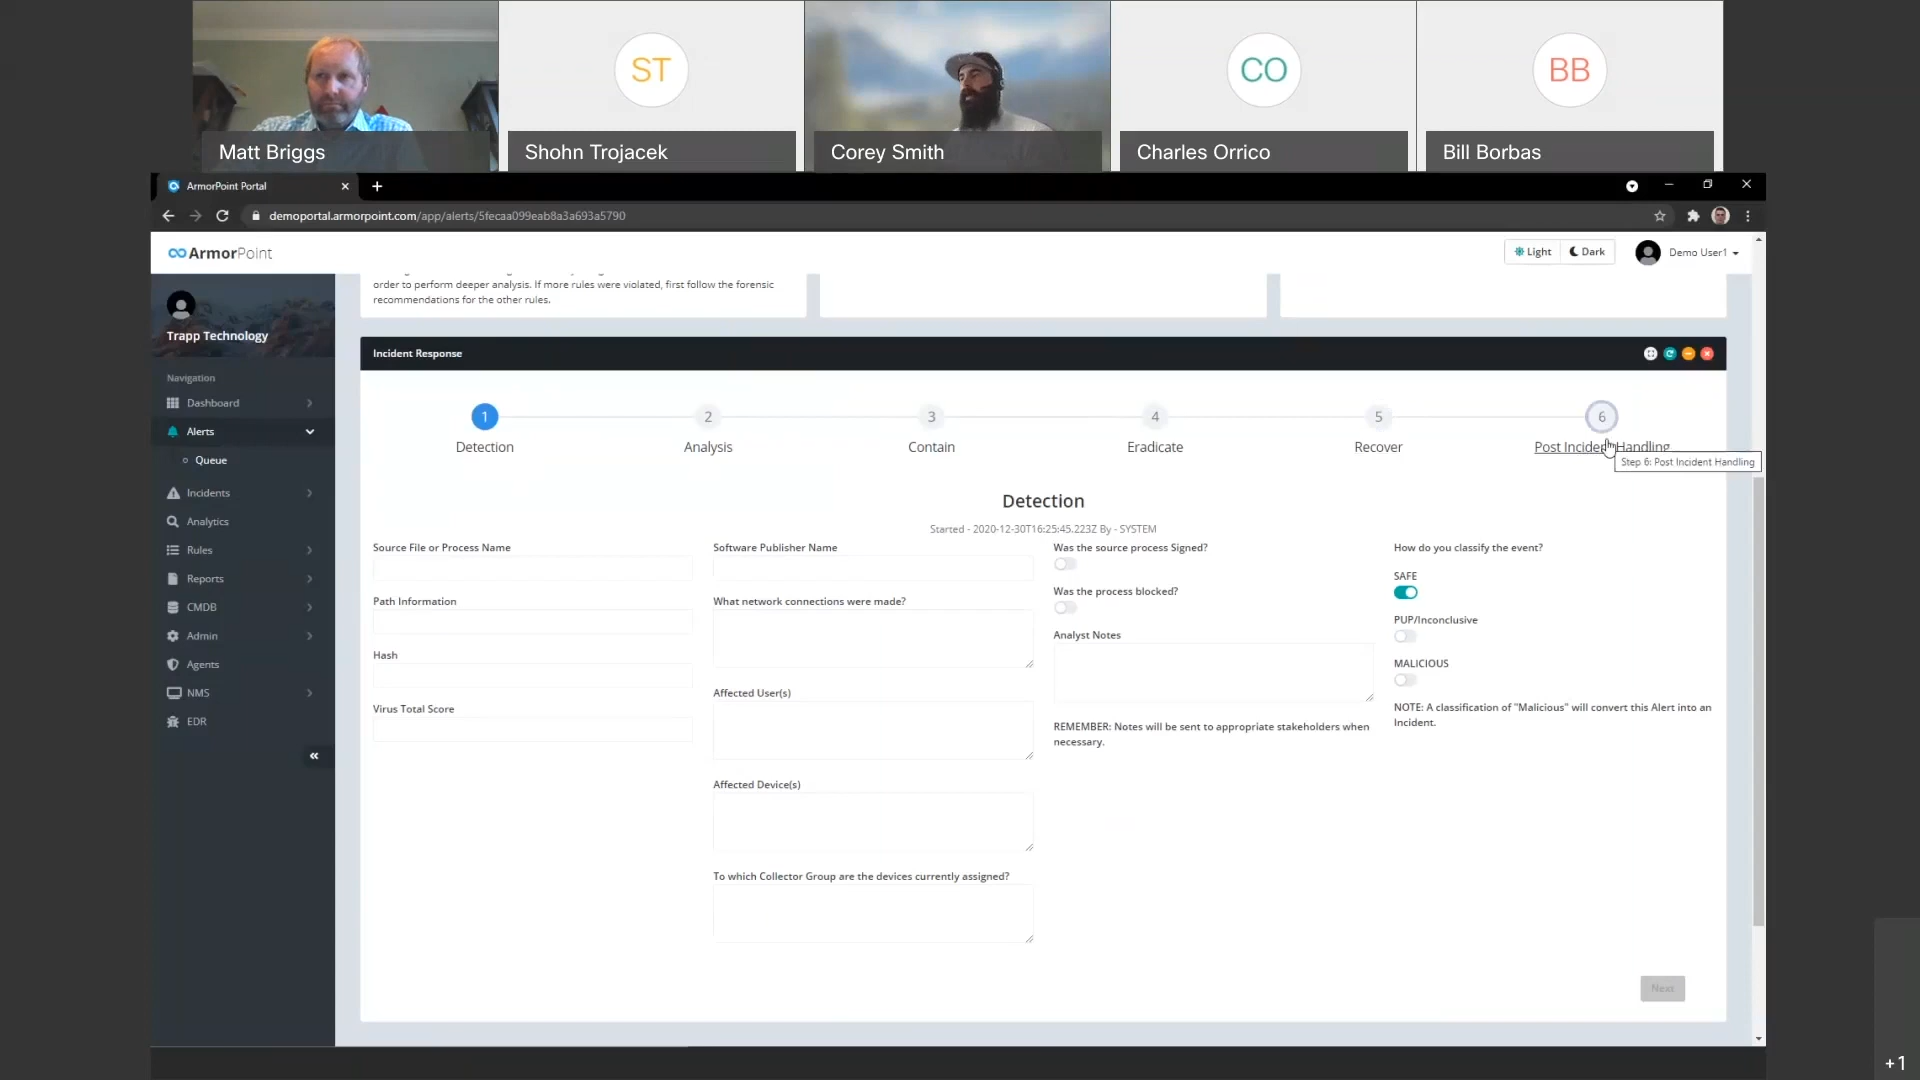 ST
CO
BB
Matt Briggs
Shohn Trojacek
Corey Smith
Charles Orrico
Bill Borbas
ArmorPoint Portal
demoportal.armorpoint.com/app/alerts/5fecaa099eab8a3a693a5790
ArmorPoint
Light
Dark
Demo User1
Trapp Technology
Navigation
Dashboard
Alerts
Queue
Incidents
Analytics
Rules
Reports
CMDB
Admin
Agents
NMS
EDR
order to perform deeper analysis. If more rules were violated, first follow the forensic
recommendations for the other rules.
Incident Response
1
2
3
4
5
6
Detection
Analysis
Contain
Eradicate
Recover
Post Incident Handling
Step 6: Post Incident Handling
Detection
Started - 2020-12-30T16:25:45.223Z By - SYSTEM
Source File or Process Name
Path Information
Hash
Virus Total Score
Software Publisher Name
What network connections were made?
Affected User(s)
Affected Device(s)
To which Collector Group are the devices currently assigned?
Was the source process Signed?
Was the process blocked?
Analyst Notes
REMEMBER: Notes will be sent to appropriate stakeholders when
necessary.
How do you classify the event?
SAFE
PUP/Inconclusive
MALICIOUS
NOTE: A classification of "Malicious" will convert this Alert into an
Incident.
Next
+1